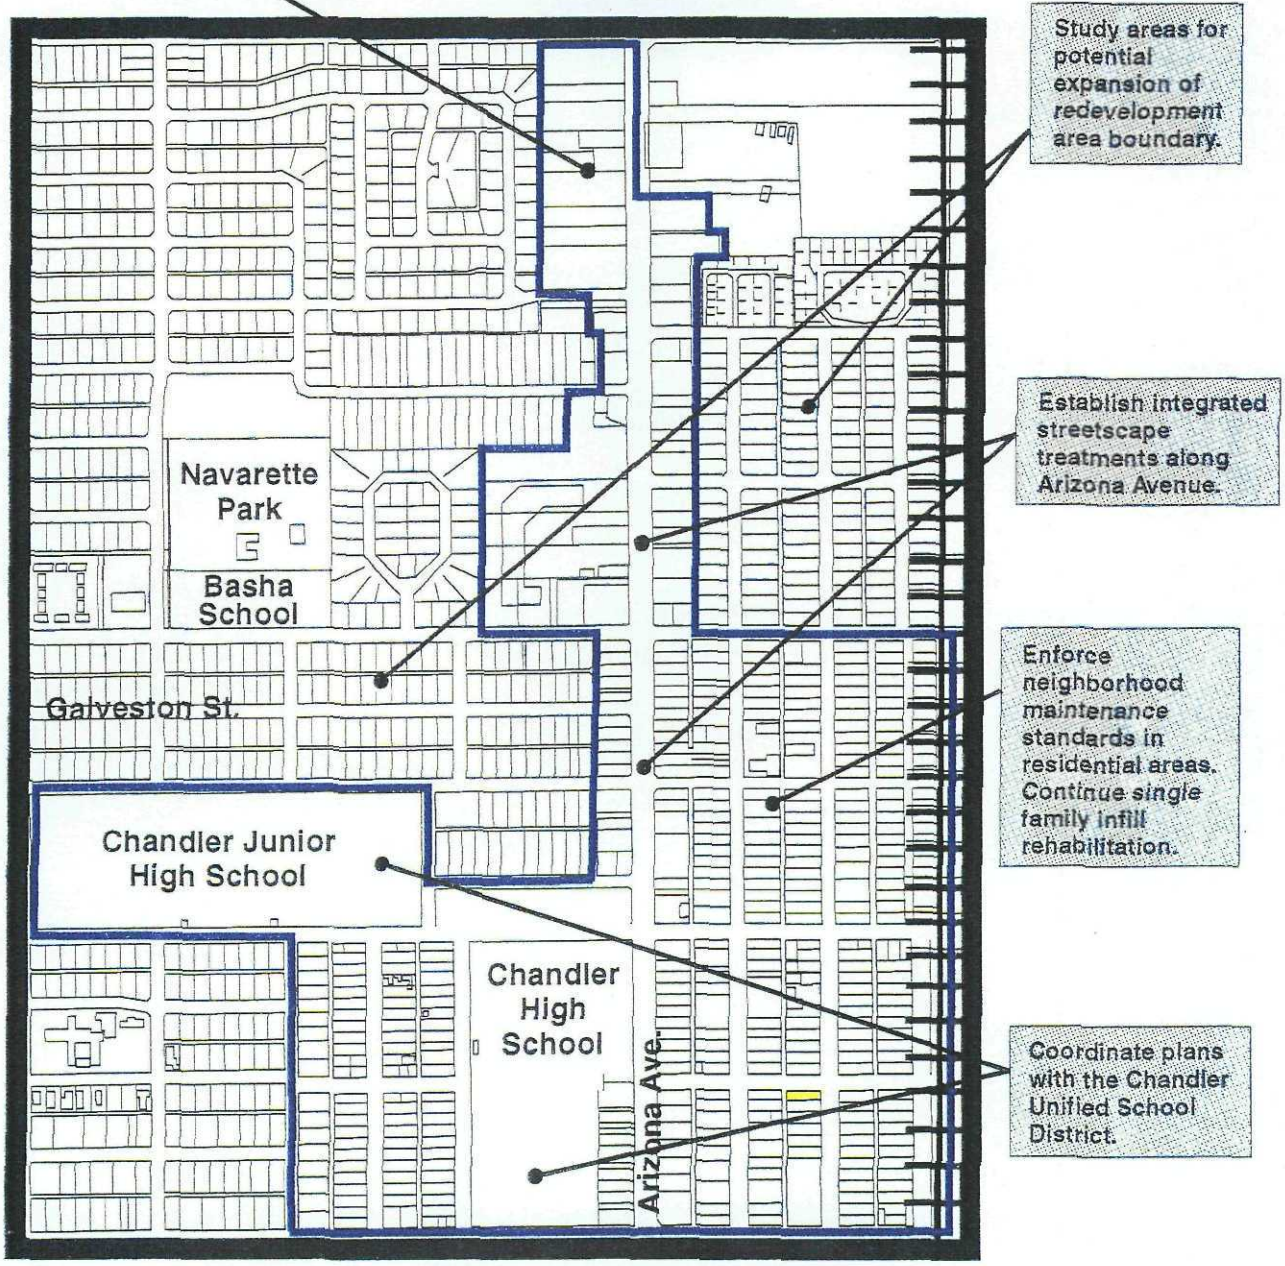 Study areas for
potential
expansion of
redevelopment
area boundary.
Establish integrated
streetscape
treatments along
Arizona Avenue.
Navarette
Park
Basha
School
Enforce
neighborhood
maintenance
standards in
residential areas.
Continue single
family infill
rehabilitation.
Galveston St.
Chandler Junior
High School
Chandler
High
School
Arizona Ave.
Coordinate plans
with the Chandler
Unified School
District.